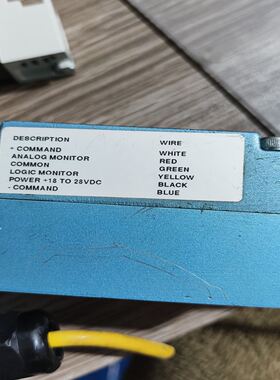 DESCRIPTION WIRE
+ COMMAND WHITE
ANALOG MONITOR RED
COMMON GREEN
LOGIC MONITOR YELLOW
POWER +18 TO 28VDC BLACK
- COMMAND BLUE